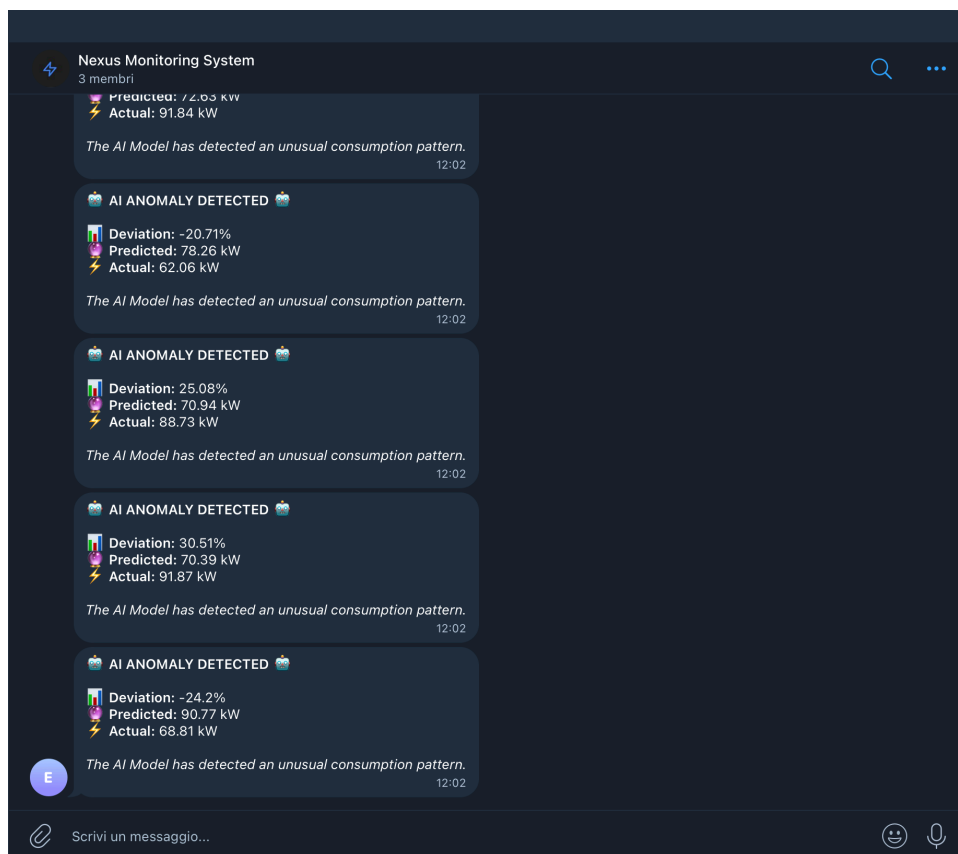 Nexus Monitoring System
3 membri
Predicted: 72.63 kW
Actual: 91.84 kW
The AI Model has detected an unusual consumption pattern.
12:02
AI ANOMALY DETECTED
Deviation: -20.71%
Predicted: 78.26 kW
Actual: 62.06 kW
The AI Model has detected an unusual consumption pattern.
12:02
AI ANOMALY DETECTED
Deviation: 25.08%
Predicted: 70.94 kW
Actual: 88.73 kW
The AI Model has detected an unusual consumption pattern.
12:02
AI ANOMALY DETECTED
Deviation: 30.51%
Predicted: 70.39 kW
Actual: 91.87 kW
The AI Model has detected an unusual consumption pattern.
12:02
AI ANOMALY DETECTED
Deviation: -24.2%
Predicted: 90.77 kW
Actual: 68.81 kW
The AI Model has detected an unusual consumption pattern.
12:02
E
Scrivi un messaggio...